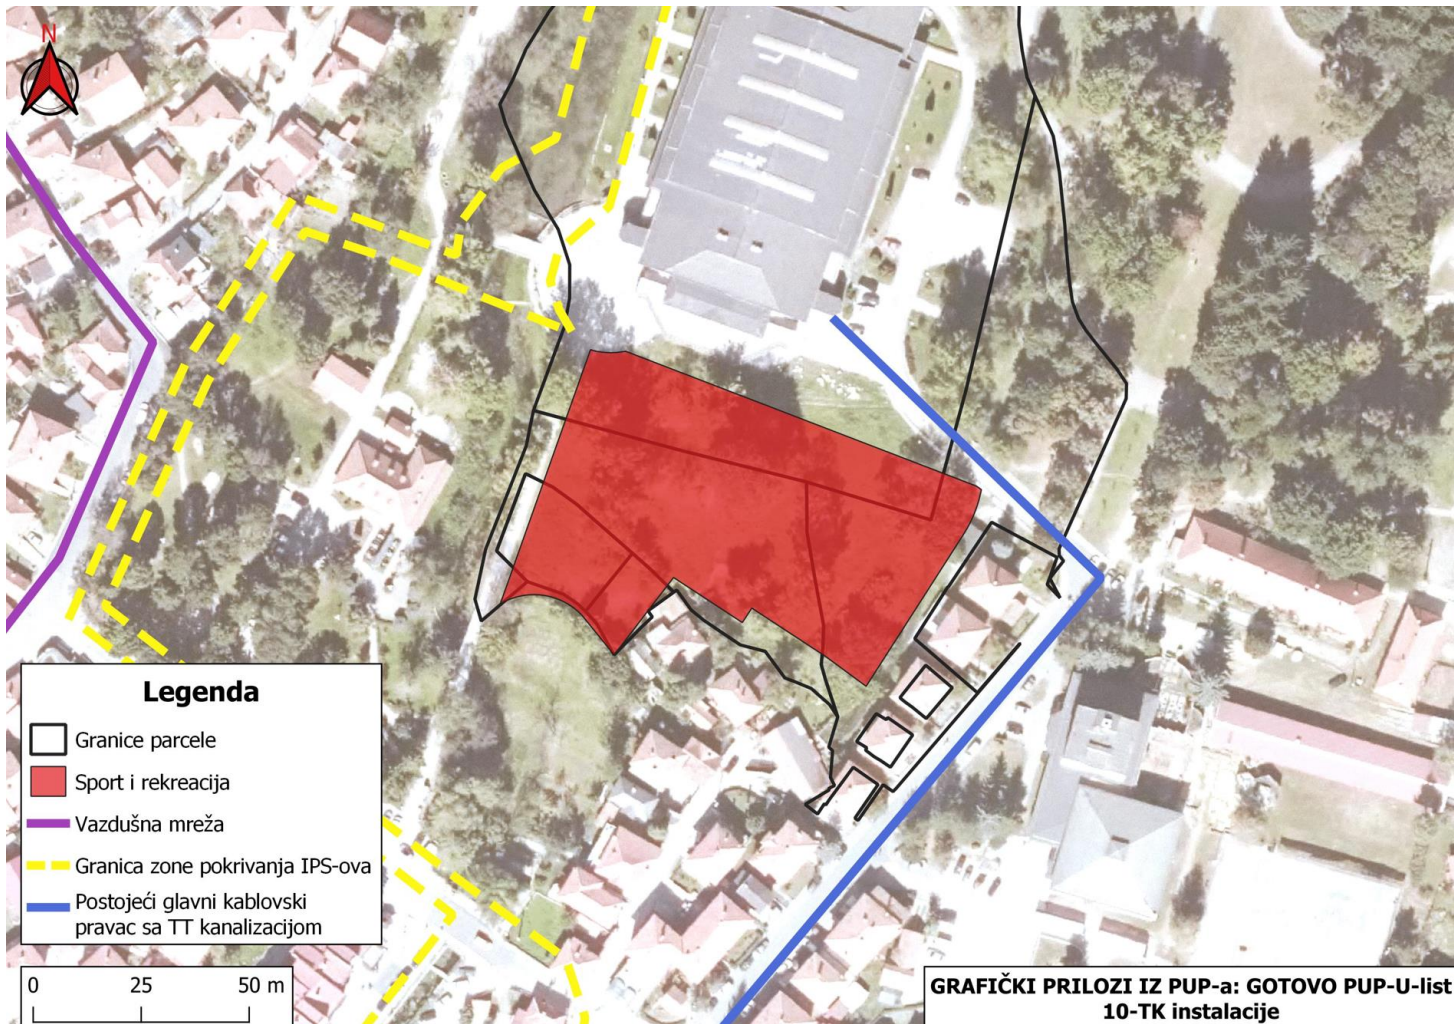 N
Legenda
Granice parcele
Sport i rekreacija
Vazdušna mreža
Granica zone pokrivanja IPS-ova
Postojeći glavni kablovski
pravac sa TT kanalizacijom
0 25 50 m
GRAFIČKI PRILOZI IZ PUP-a: GOTOVO PUP-U-list
10-TK instalacije